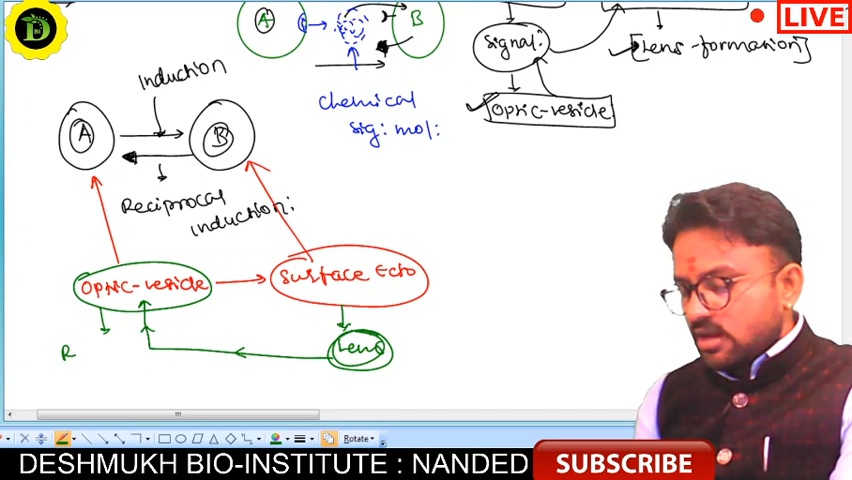 A
B
LIVE
signal:
[Lens-formation]
Induction
Chemical
sig: mol:
Optic-vesicle
A
B
Reciprocal
induction:
Optic-vesicle
Surface Ecto
Lens
R
Rotate
DESHMUKH BIO-INSTITUTE : NANDED
SUBSCRIBE